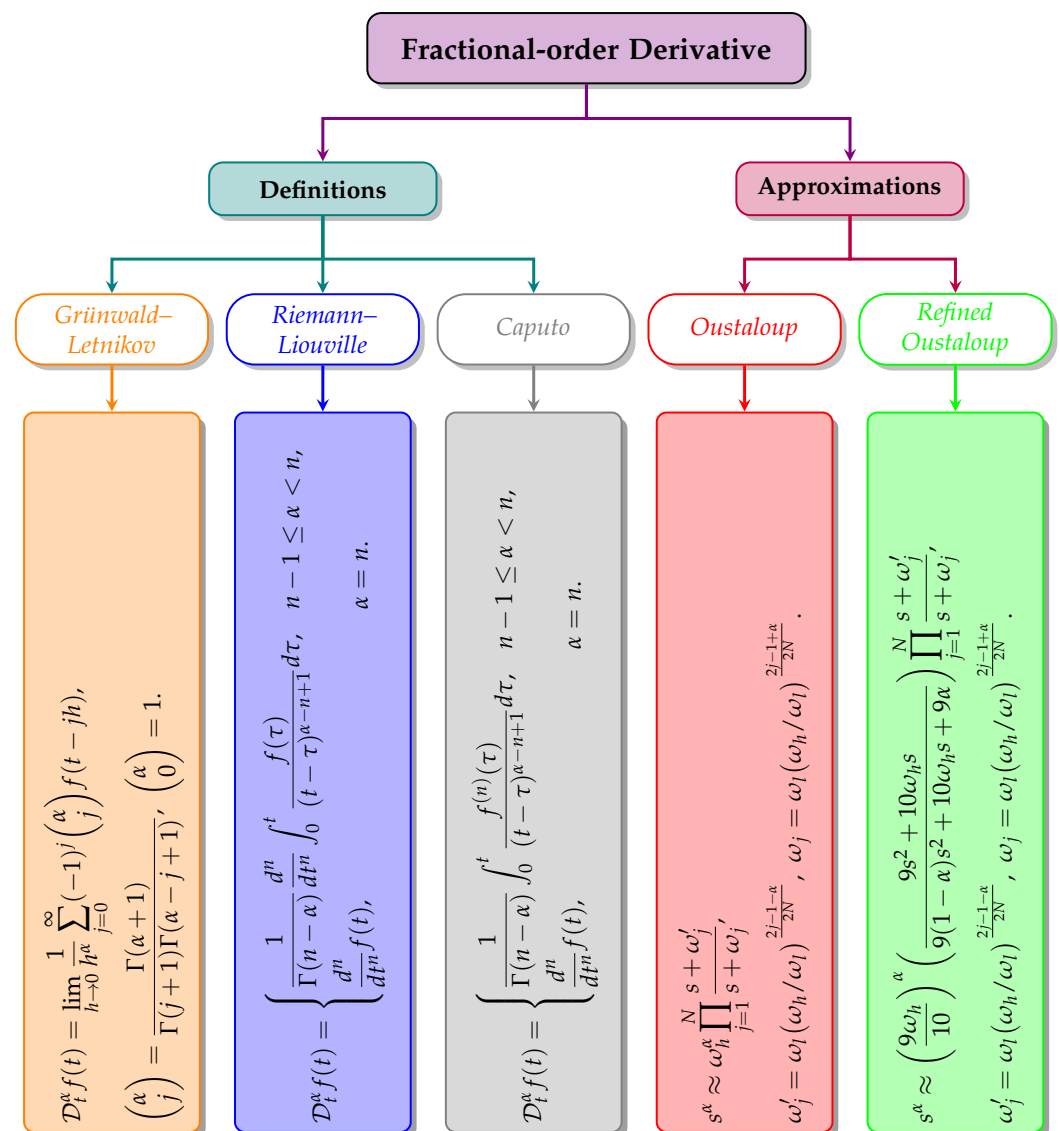 Fractional-order Derivative
Definitions
Approximations
Grünwald–
Letnikov
Riemann–
Liouville
Caputo
Oustaloup
Refined
Oustaloup
𝒟_t^α f(t) = lim_{h→0} 1/h^α ∑_{j=0}^{∞} (−1)^j (α j) f(t − jh),
(α j) = Γ(α + 1)/(Γ(j + 1)Γ(α − j + 1)), (α 0) = 1.
𝒟_t^α f(t) = { 1/Γ(n − α) d^n/dt^n ∫_0^t f(τ)/(t − τ)^{α−n+1} dτ, n − 1 ≤ α < n,
d^n/dt^n f(t), α = n.
𝒟_t^α f(t) = { 1/Γ(n − α) ∫_0^t f^{(n)}(τ)/(t − τ)^{α−n+1} dτ, n − 1 ≤ α < n,
d^n/dt^n f(t), α = n.
s^α ≈ ω_h^α ∏_{j=1}^{N} (s + ω′_j)/(s + ω_j),
ω′_j = ω_l(ω_h/ω_l)^{(2j−1−α)/2N}, ω_j = ω_l(ω_h/ω_l)^{(2j−1+α)/2N}.
s^α ≈ (9ω_h/10)^α ((9s² + 10ω_h s)/(9(1 − α)s² + 10ω_h s + 9α)) ∏_{j=1}^{N} (s + ω′_j)/(s + ω_j),
ω′_j = ω_l(ω_h/ω_l)^{(2j−1−α)/2N}, ω_j = ω_l(ω_h/ω_l)^{(2j−1+α)/2N}.